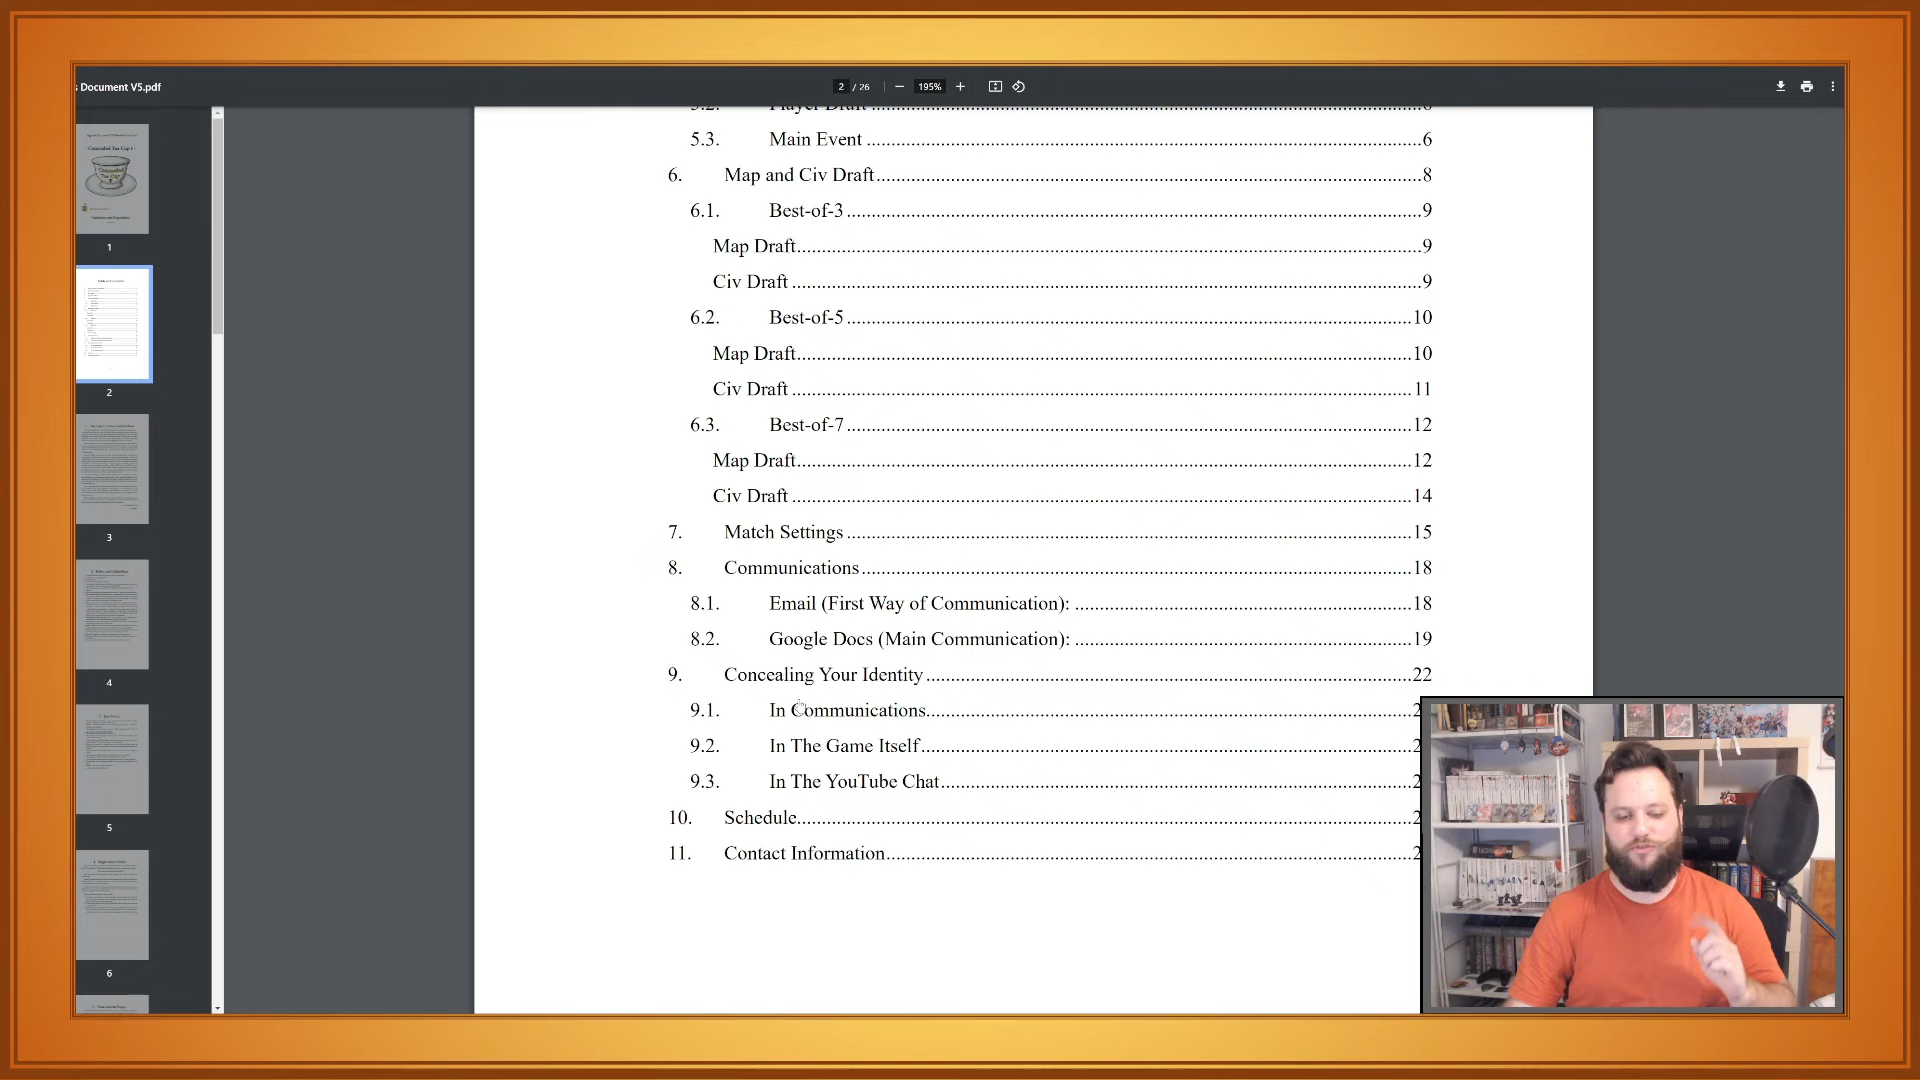 Document V5.pdf
2 / 26
195%
5.2. Player Draft 6
5.3. Main Event 6
6. Map and Civ Draft 8
6.1. Best-of-3 9
Map Draft 9
Civ Draft 9
6.2. Best-of-5 10
Map Draft 10
Civ Draft 11
6.3. Best-of-7 12
Map Draft 12
Civ Draft 14
7. Match Settings 15
8. Communications 18
8.1. Email (First Way of Communication): 18
8.2. Google Docs (Main Communication): 19
9. Concealing Your Identity 22
9.1. In Communications
9.2. In The Game Itself
9.3. In The YouTube Chat
10. Schedule
11. Contact Information
1
2
3
4
5
6